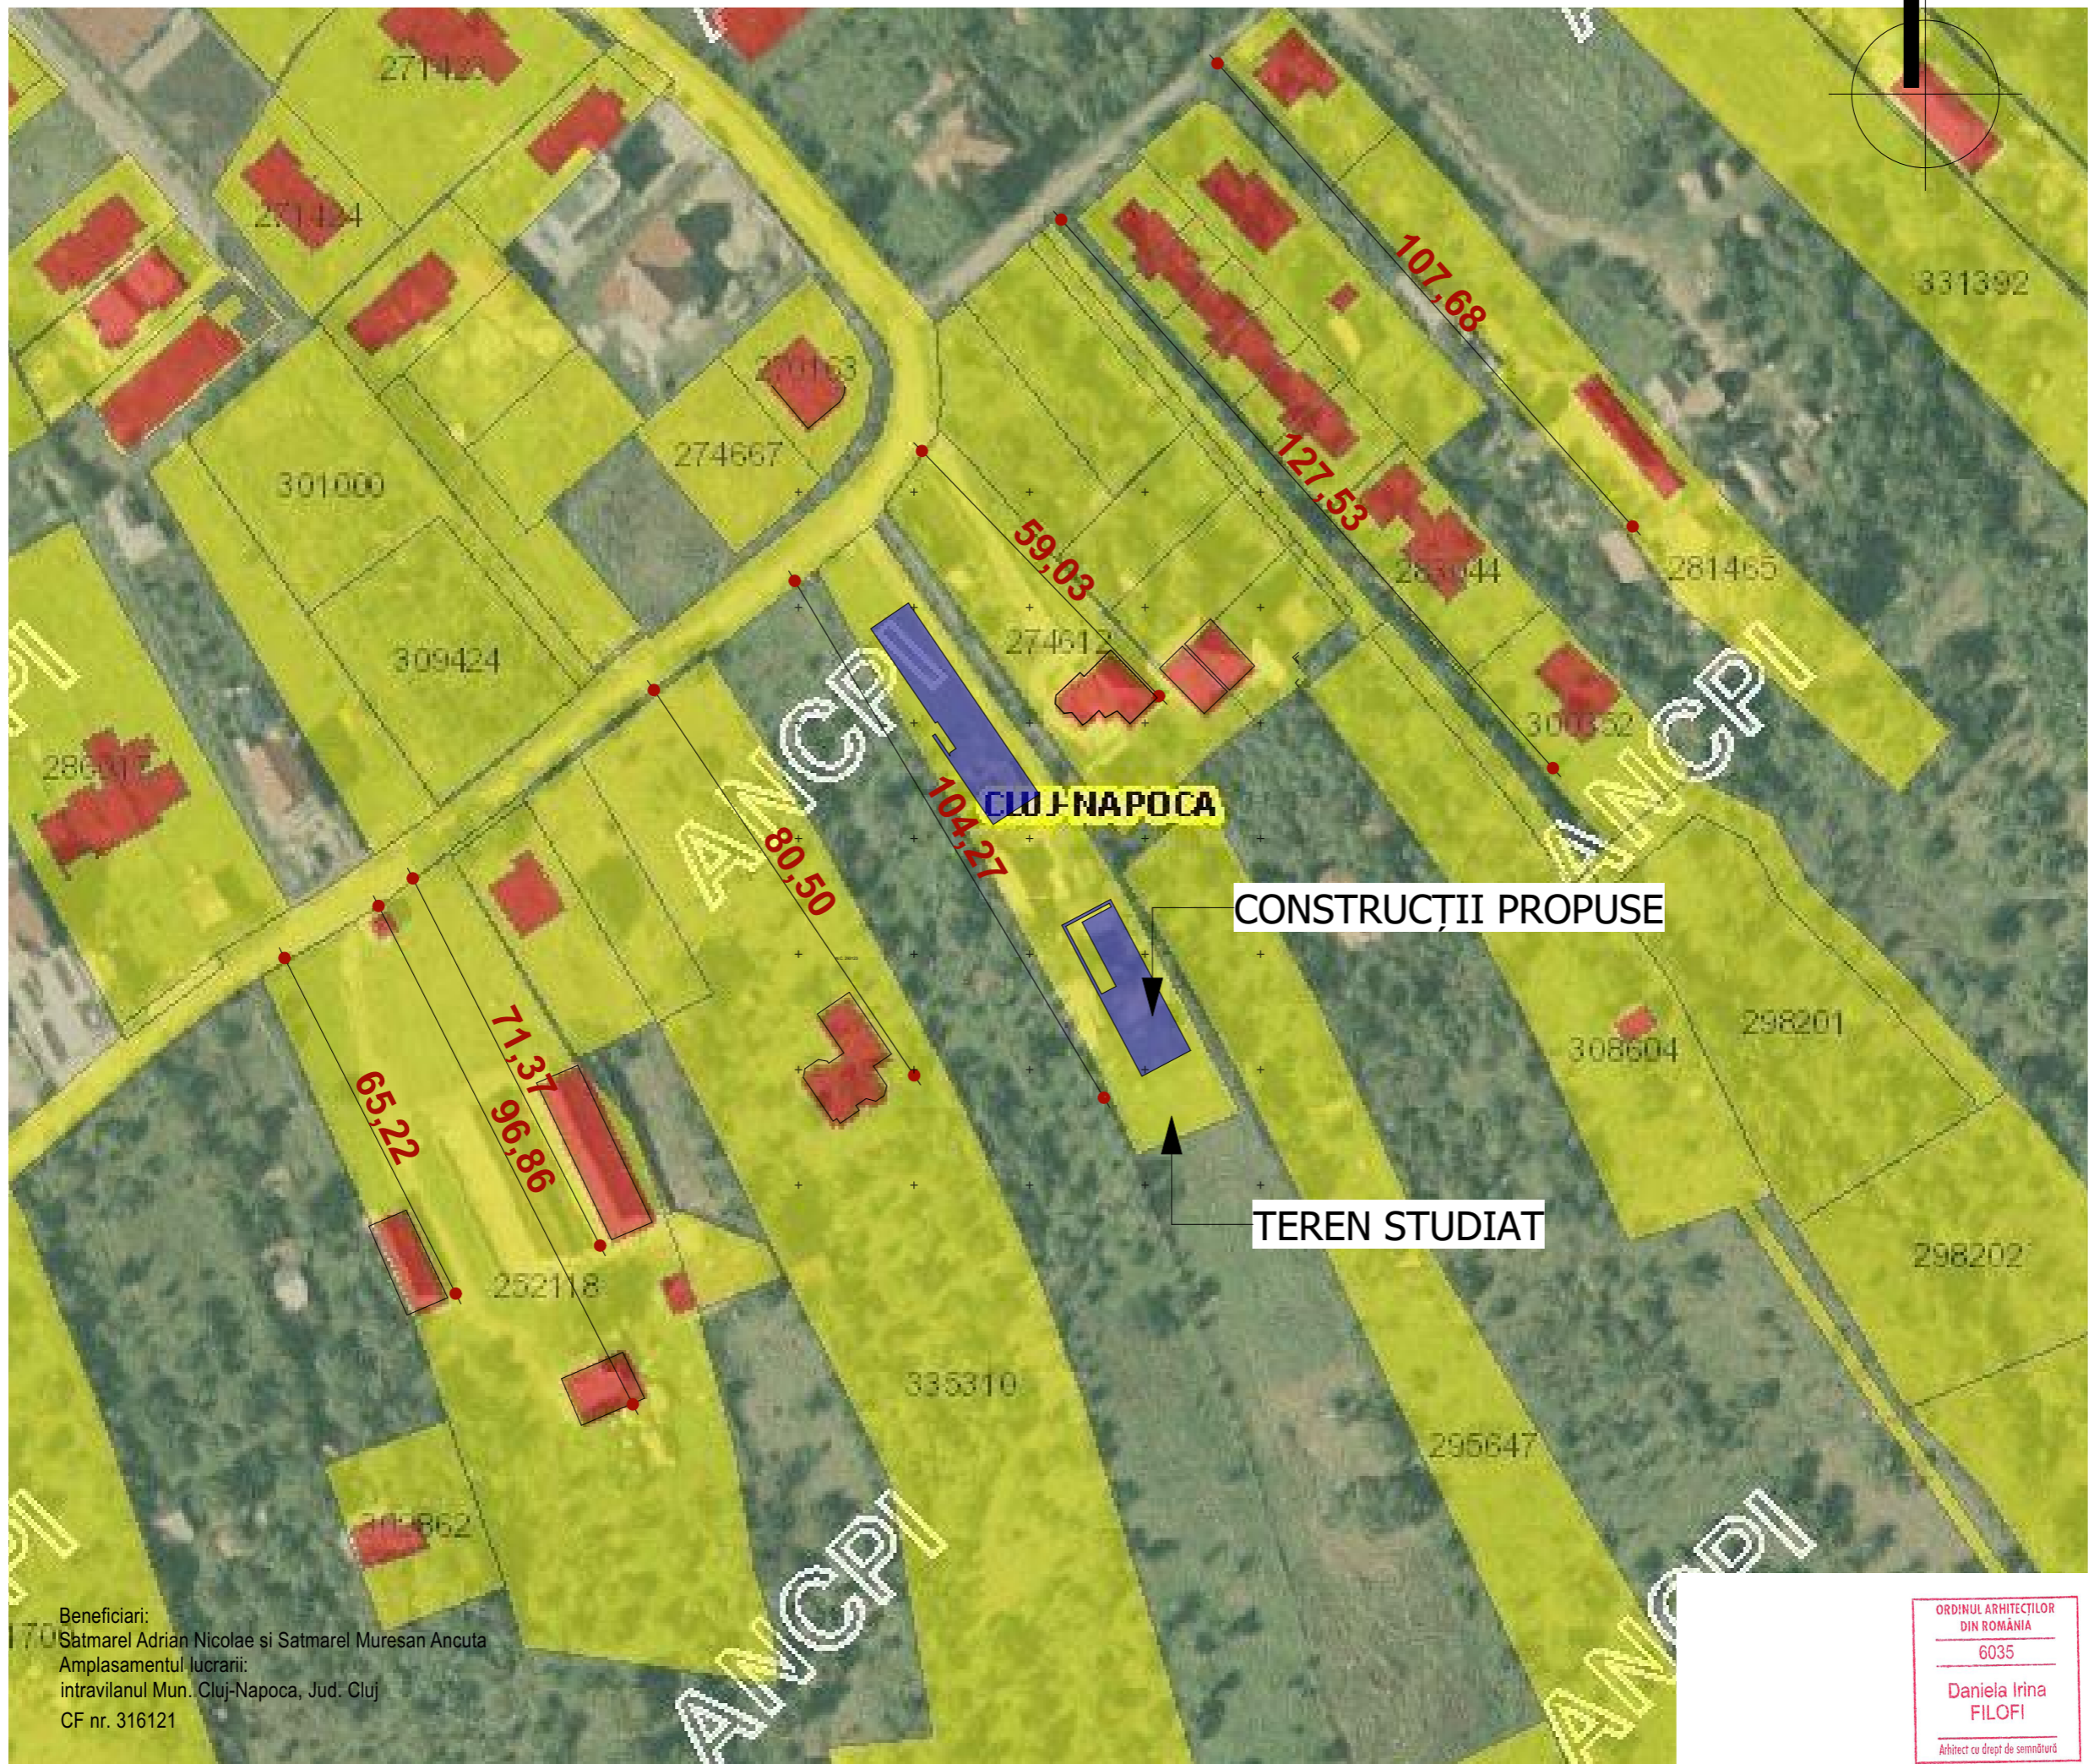 271424
331392
270163
107,68
274667
301000
127,53
59,03
281465
274612
309424
300352
ANCPI
ANCPI
CLUJ-NAPOCA
104,27
80,50
CONSTRUCȚII PROPUSE
298201
308604
71,37
65,22
96,86
TEREN STUDIAT
298202
252118
335310
295647
ANCPI
Beneficiari:
Satmarel Adrian Nicolae si Satmarel Muresan Ancuta
Amplasamentul lucrarii:
intravilanul Mun. Cluj-Napoca, Jud. Cluj
CF nr. 316121
ORDINUL ARHITECȚILOR
DIN ROMÂNIA
6035
Daniela Irina
FILOFI
Arhitect cu drept de semnătură